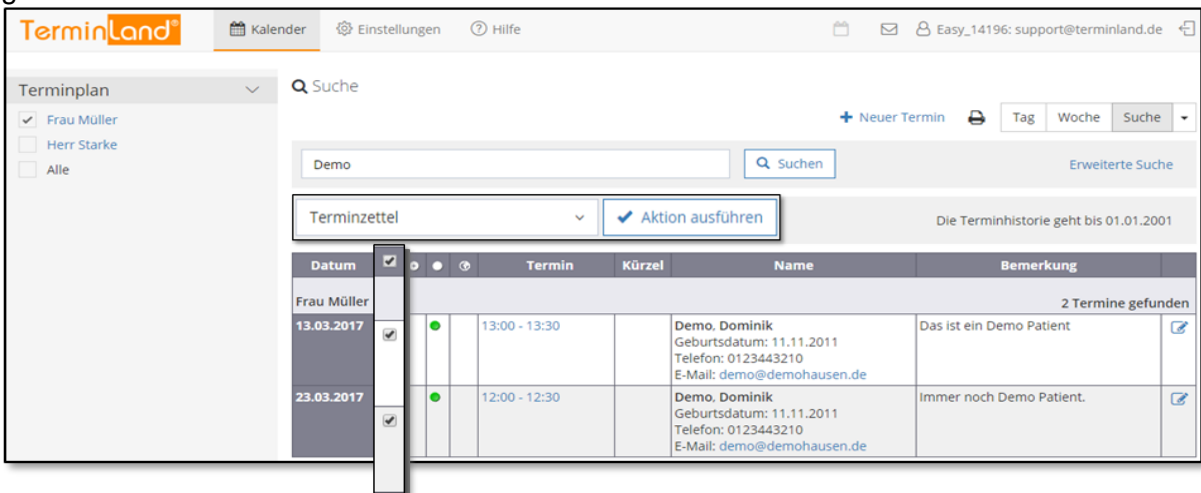 TerminLand®
Kalender
Einstellungen
Hilfe
Easy_14196: support@terminland.de
Terminplan
Frau Müller
Herr Starke
Alle
Suche
Neuer Termin
Tag
Woche
Suche
Demo
Suchen
Erweiterte Suche
Terminzettel
Aktion ausführen
Die Terminhistorie geht bis 01.01.2001
Datum Termin Kürzel Name Bemerkung
Frau Müller 2 Termine gefunden
13.03.2017 13:00 - 13:30 Demo, Dominik Das ist ein Demo Patient
Geburtsdatum: 11.11.2011
Telefon: 0123443210
E-Mail: demo@demohausen.de
23.03.2017 12:00 - 12:30 Demo, Dominik Immer noch Demo Patient.
Geburtsdatum: 11.11.2011
Telefon: 0123443210
E-Mail: demo@demohausen.de